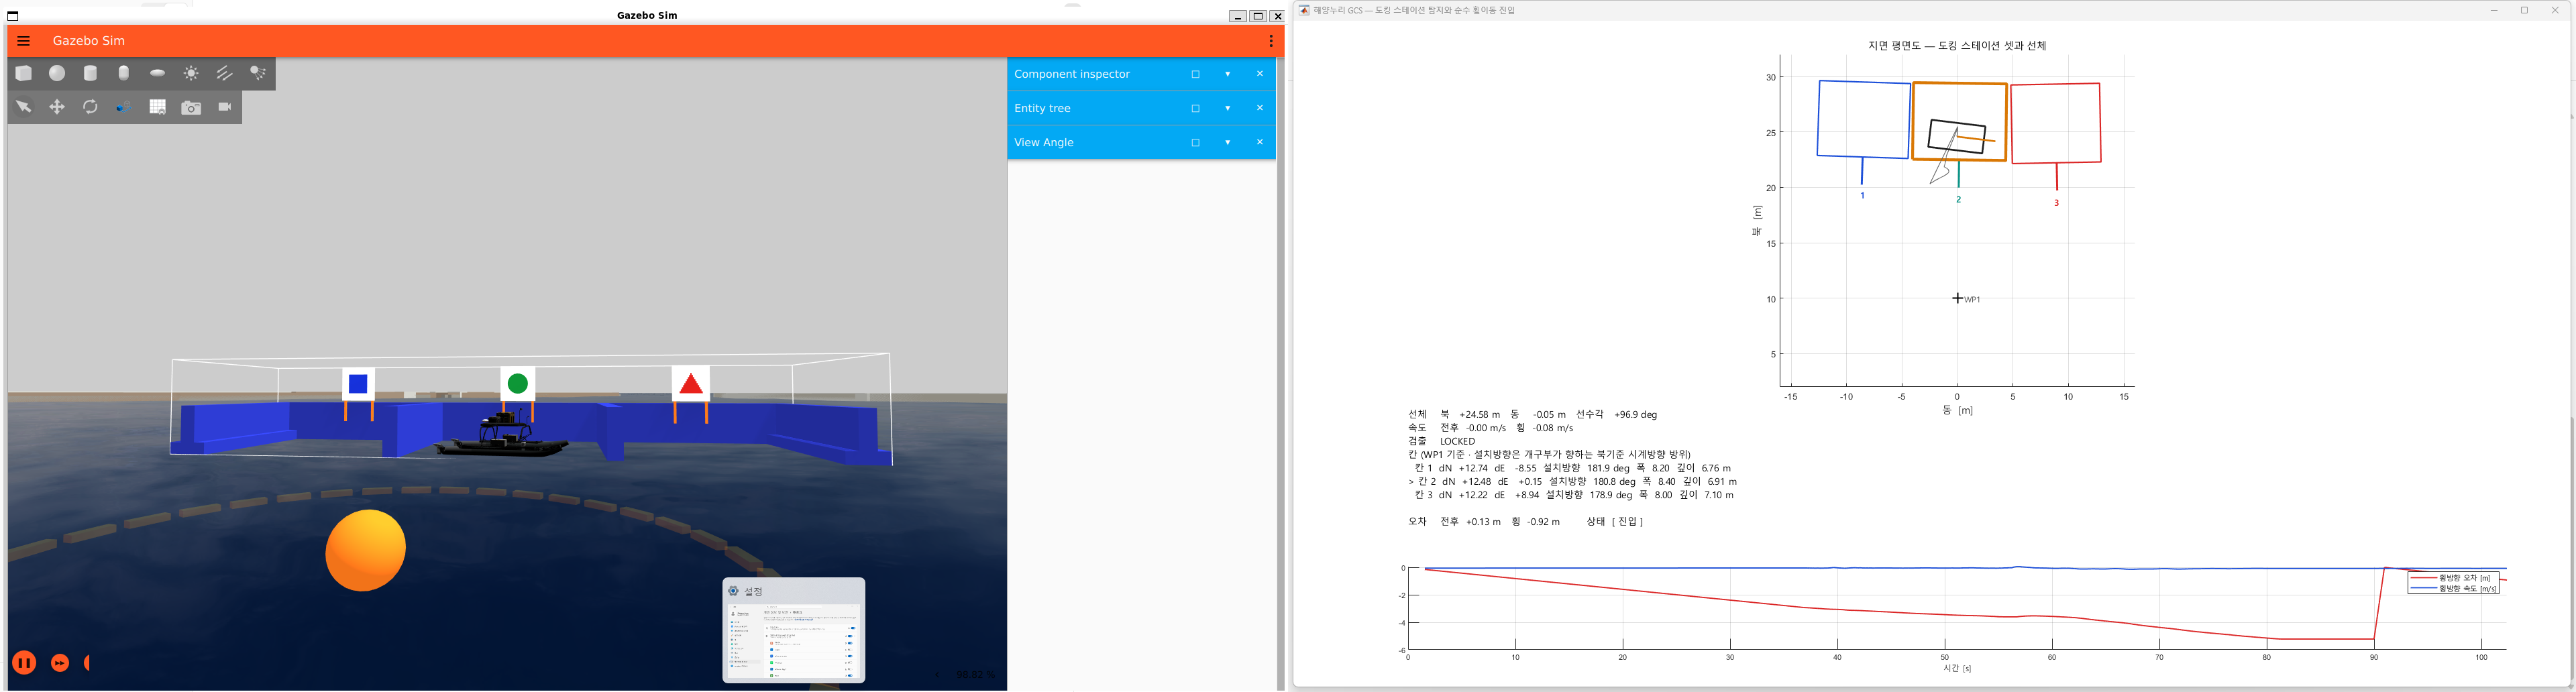 Gazebo Sim
Gazebo Sim
Component inspector
Entity tree
View Angle
설정
98.82 %
해양누리 GCS — 도킹 스테이션 탐지와 순수 횡이동 진입
지면 평면도 — 도킹 스테이션 셋과 선체
30
25
20
15
10
5
북 [m]
1
2
3
WP1
-15 -10 -5 0 5 10 15
동 [m]
선체 북 +24.58 m 동 -0.05 m 선수각 +96.9 deg
속도 전후 -0.00 m/s 횡 -0.08 m/s
검출 LOCKED
칸 (WP1 기준 · 설치방향은 개구부가 향하는 북기준 시계방향 방위)
칸 1 dN +12.74 dE -8.55 설치방향 181.9 deg 폭 8.20 깊이 6.76 m
> 칸 2 dN +12.48 dE +0.15 설치방향 180.8 deg 폭 8.40 깊이 6.91 m
칸 3 dN +12.22 dE +8.94 설치방향 178.9 deg 폭 8.00 깊이 7.10 m
오차 전후 +0.13 m 횡 -0.92 m 상태 [ 진입 ]
0
-2
-4
-6
횡방향 오차 [m]
횡방향 속도 [m/s]
0 10 20 30 40 50 60 70 80 90 100
시간 [s]